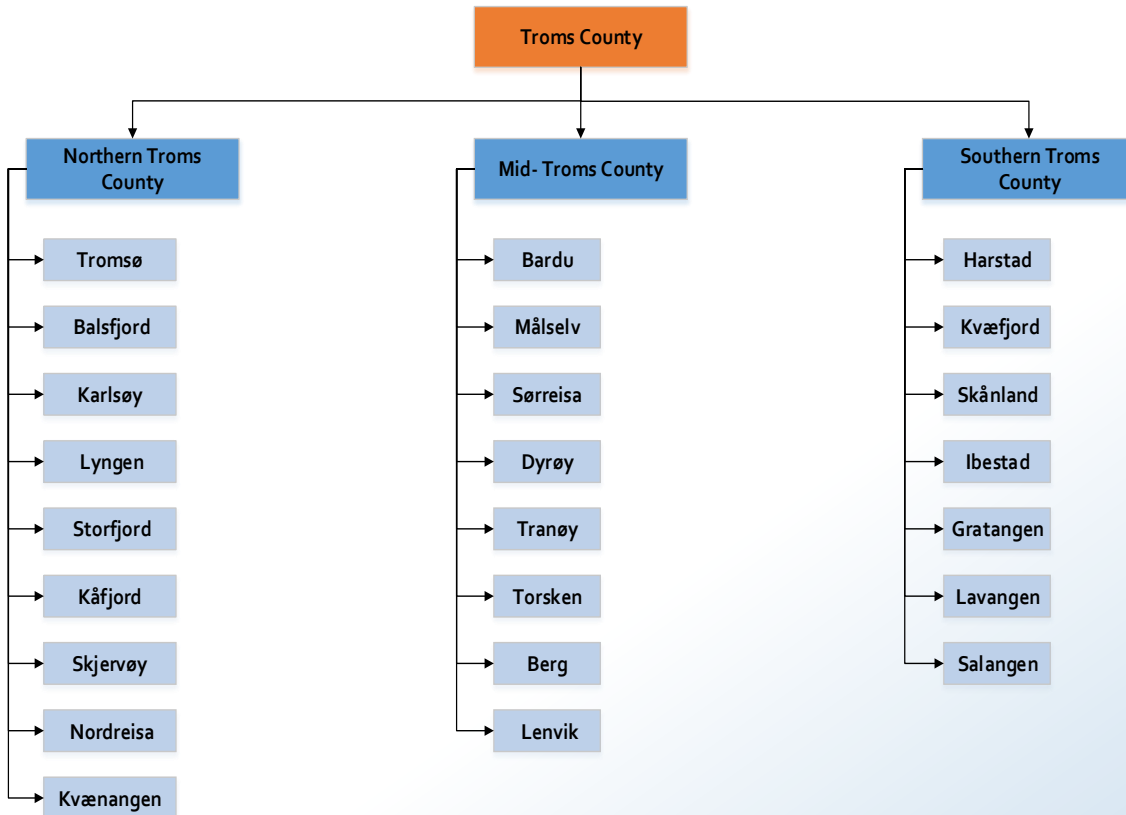 Troms County
Northern Troms
County
Mid- Troms County
Southern Troms
County
Tromsø
Balsfjord
Karlsøy
Lyngen
Storfjord
Kåfjord
Skjervøy
Nordreisa
Kvænangen
Bardu
Målselv
Sørreisa
Dyrøy
Tranøy
Torsken
Berg
Lenvik
Harstad
Kvæfjord
Skånland
Ibestad
Gratangen
Lavangen
Salangen